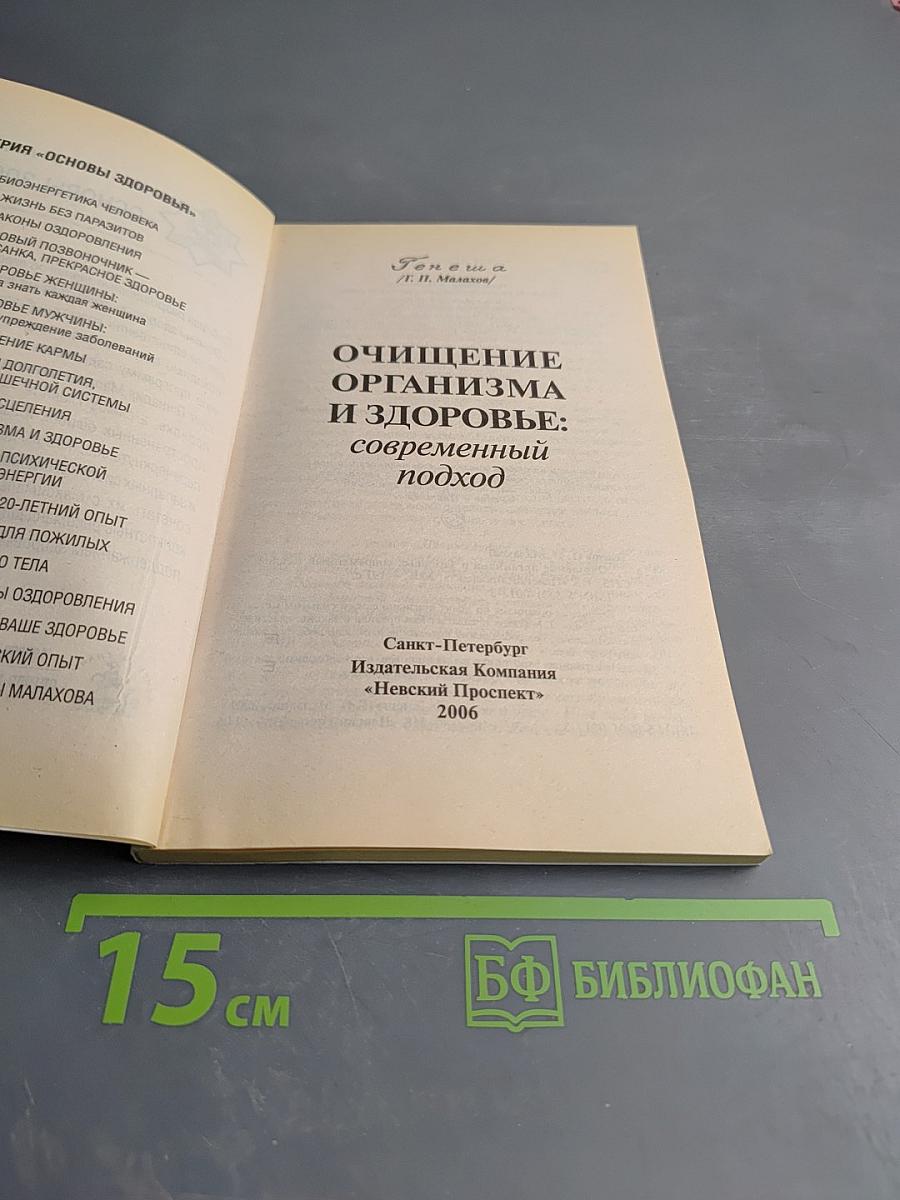 РИЯ «ОСНОВЫ ЗДОРОВЬЯ»
БИОЭНЕРГЕТИКА ЧЕЛОВЕКА
ЖИЗНЬ БЕЗ ПАРАЗИТОВ
АКОНЫ ОЗДОРОВЛЕНИЯ
ОВЫЙ ПОЗВОНОЧНИК —
САНКА, ПРЕКРАСНОЕ ЗДОРОВЬЕ
РОВЬЕ ЖЕНЩИНЫ:
а знать каждая женщина
ОВЬЕ МУЖЧИНЫ:
упреждение заболеваний
ЕНИЕ КАРМЫ
ДОЛГОЛЕТИЯ,
ШЕЧНОЙ СИСТЕМЫ
СЦЕЛЕНИЯ
ЗМА И ЗДОРОВЬЕ
ПСИХИЧЕСКОЙ
ЭНЕРГИИ
20-ЛЕТНИЙ ОПЫТ
ДЛЯ ПОЖИЛЫХ
О ТЕЛА
Ы ОЗДОРОВЛЕНИЯ
ВАШЕ ЗДОРОВЬЕ
СКИЙ ОПЫТ
Ы МАЛАХОВА
Генеша
/Г. П. Малахов/
ОЧИЩЕНИЕ
ОРГАНИЗМА
И ЗДОРОВЬЕ:
современный
подход
Санкт-Петербург
Издательская Компания
«Невский Проспект»
2006
15 см
БФ БИБЛИОФАН